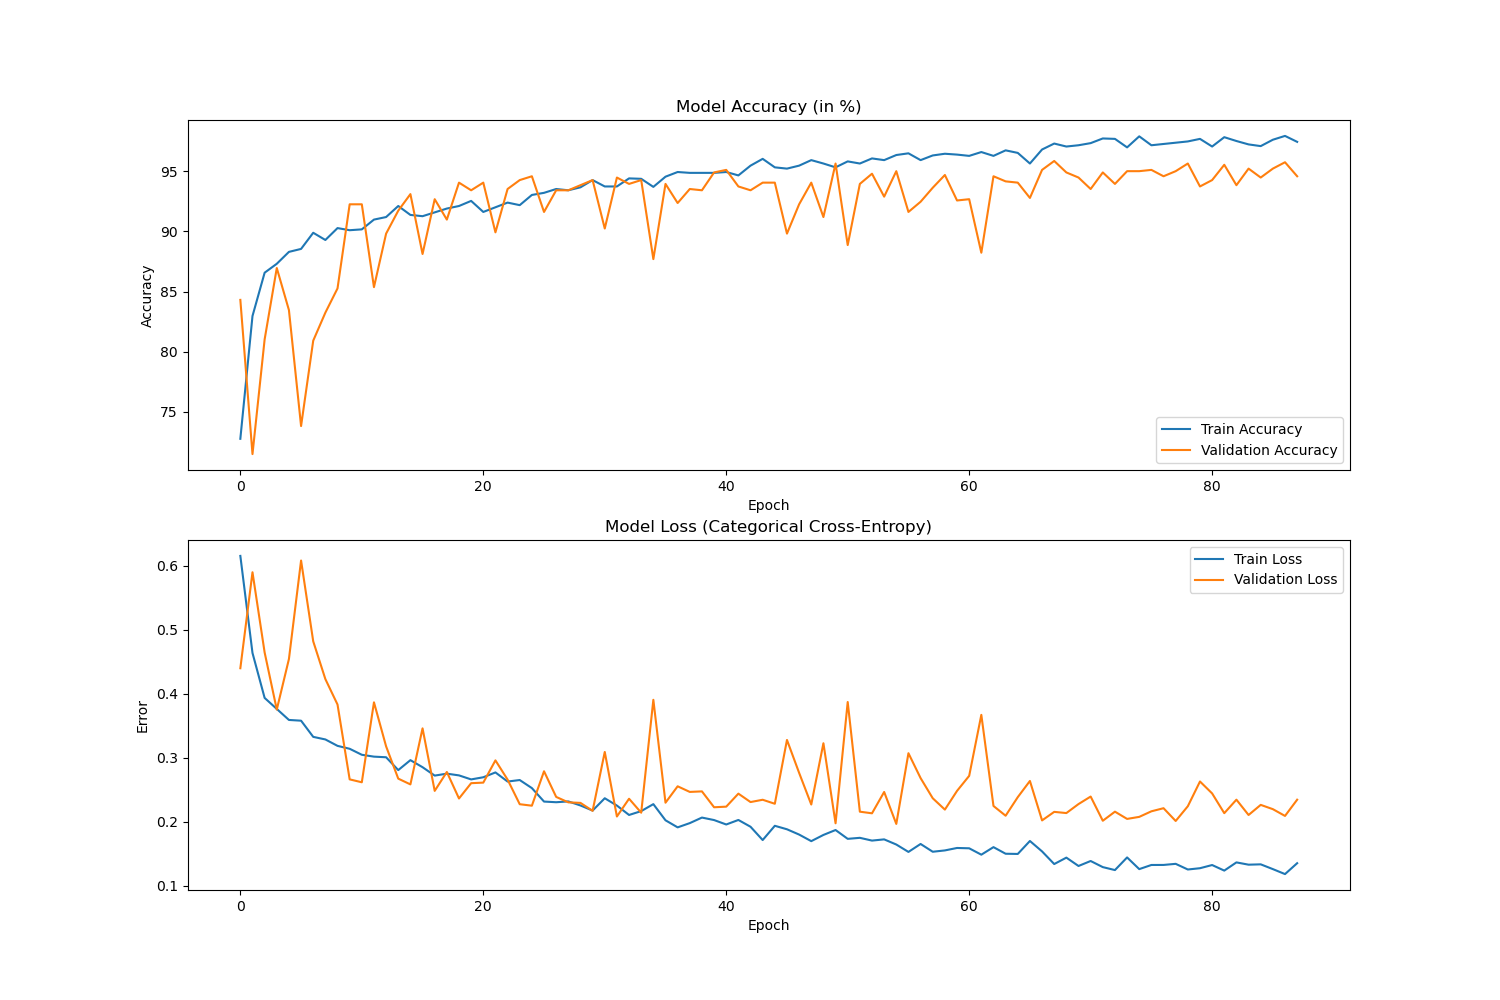 Model Accuracy (in %)
Accuracy
95
90
85
80
75
Train Accuracy
Validation Accuracy
0 20 40 60 80
Epoch
Model Loss (Categorical Cross-Entropy)
Error
0.6
0.5
0.4
0.3
0.2
0.1
Train Loss
Validation Loss
0 20 40 60 80
Epoch